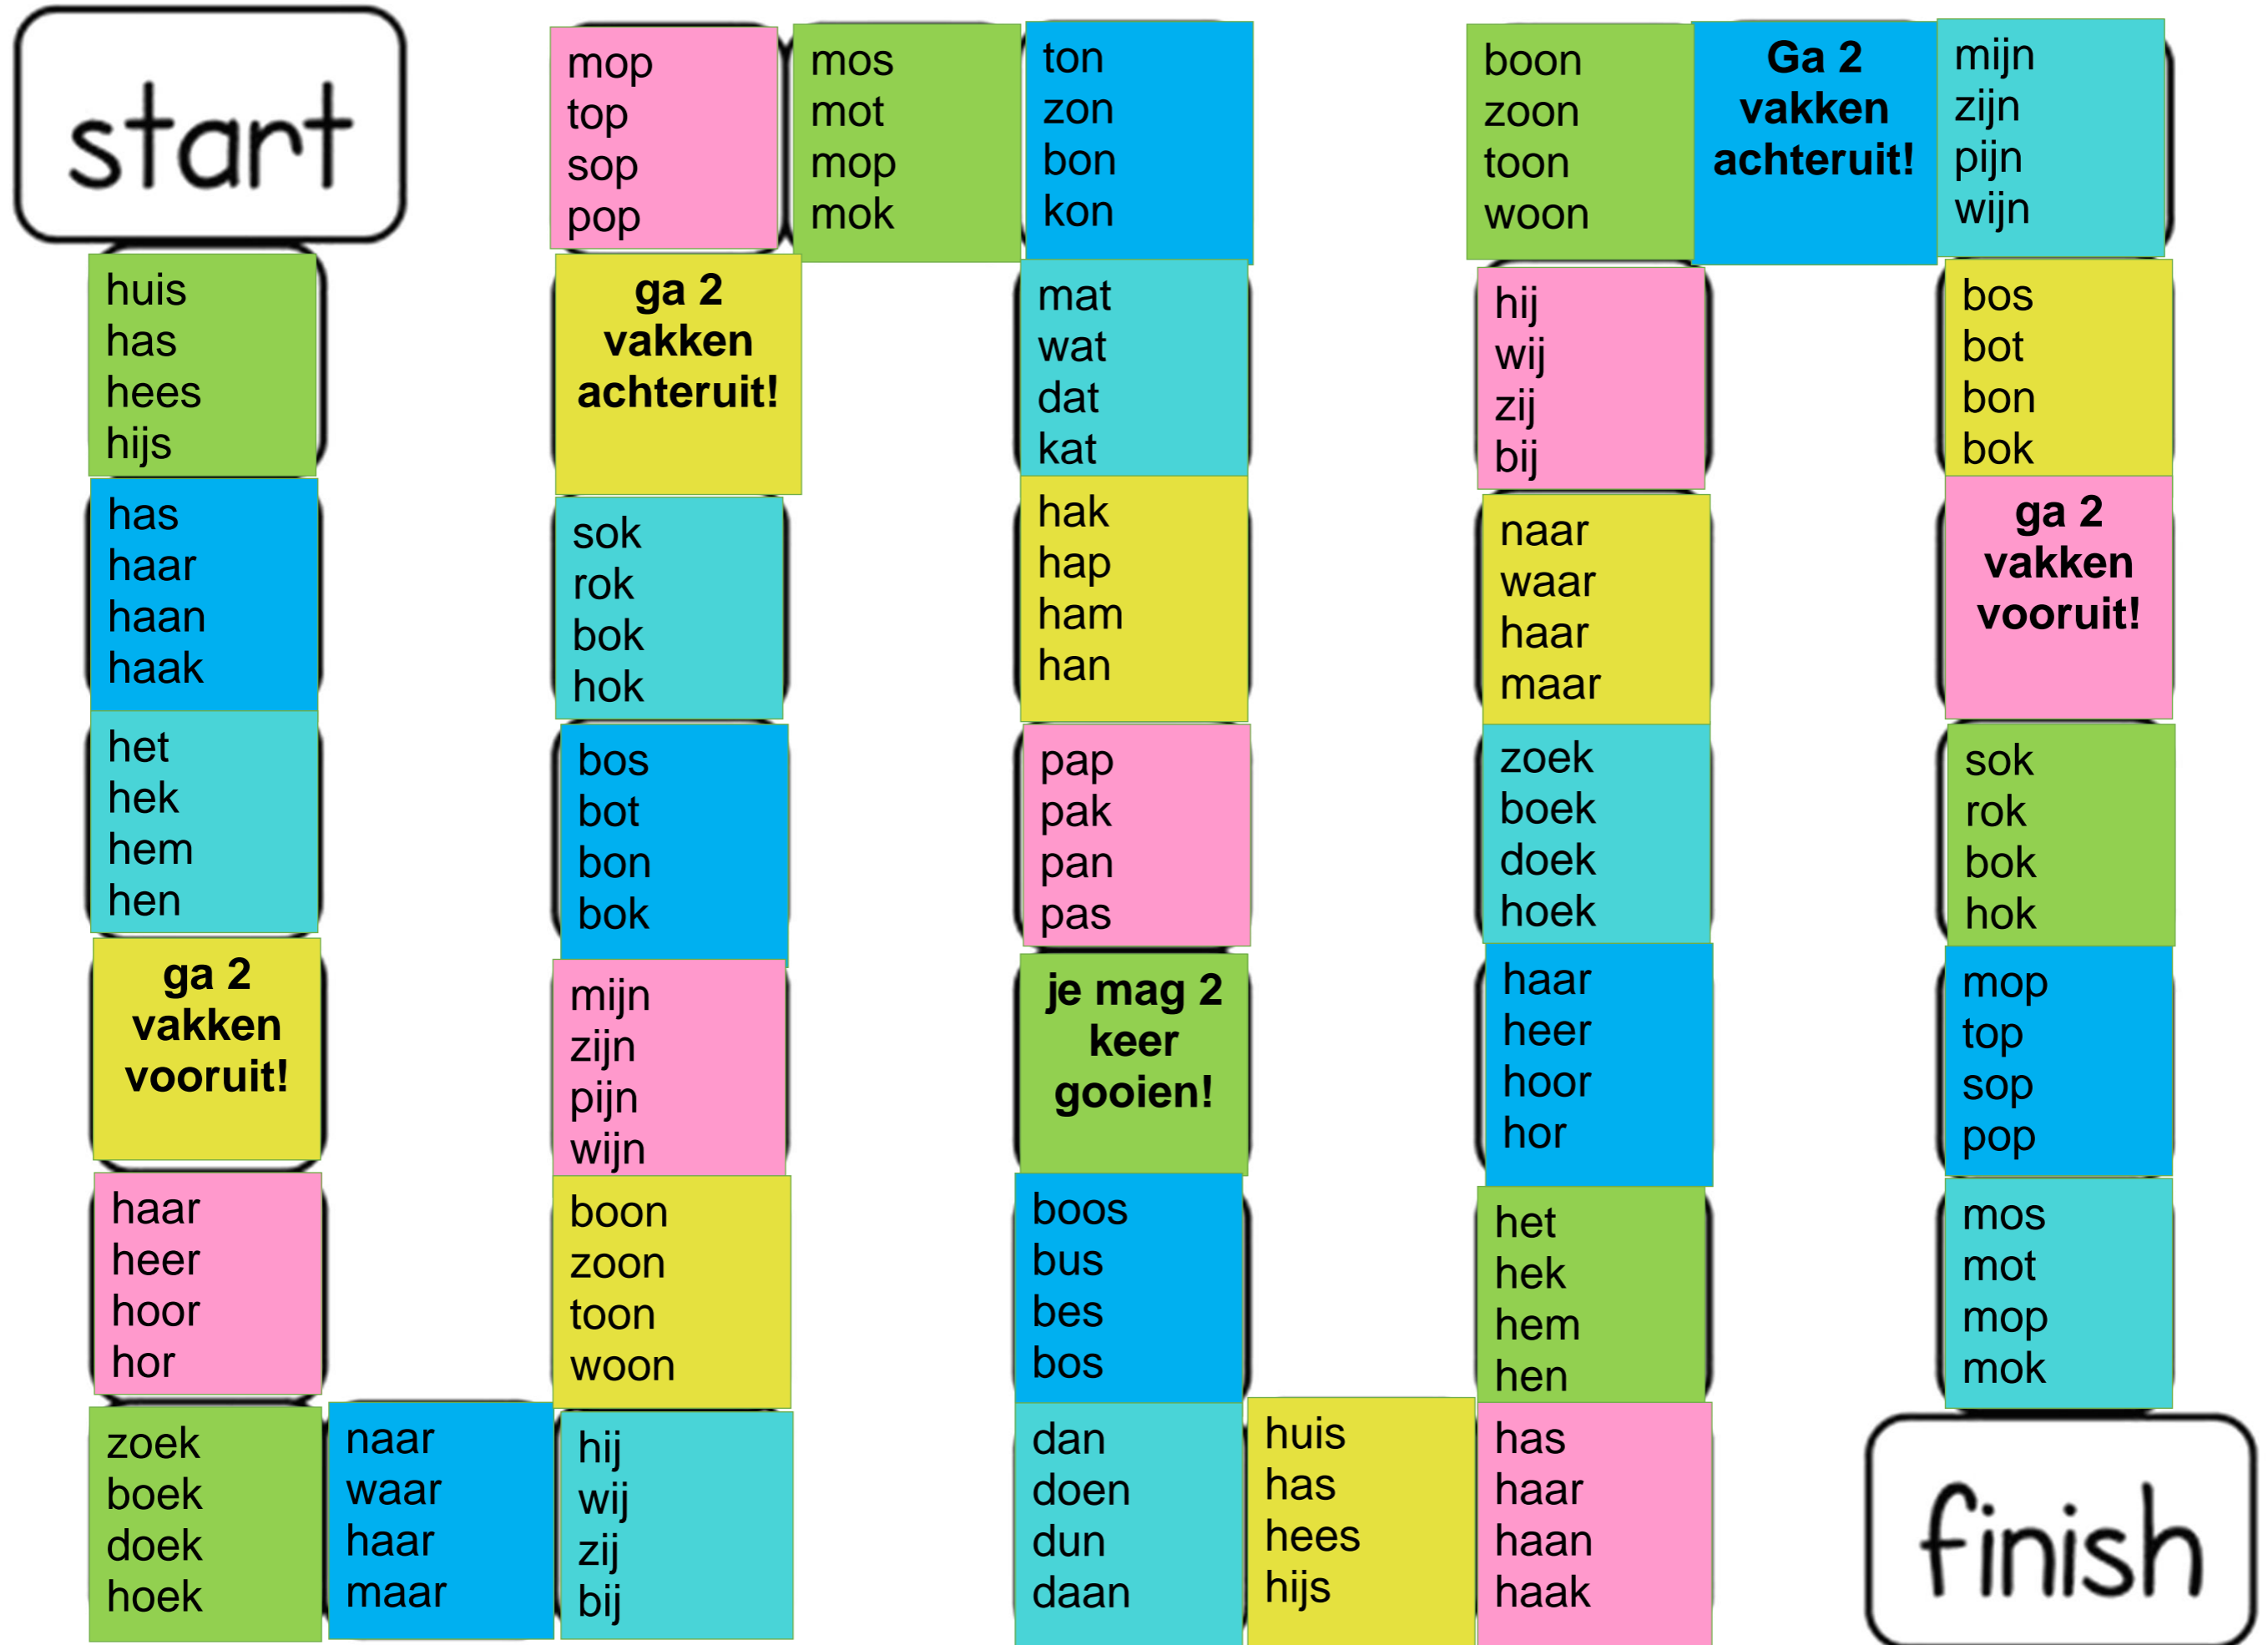 start
huis
has
hees
hijs
has
haar
haan
haak
het
hek
hem
hen
ga 2
vakken
vooruit!
haar
heer
hoor
hor
zoek
boek
doek
hoek
naar
waar
haar
maar
hij
wij
zij
bij
boon
zoon
toon
woon
mijn
zijn
pijn
wijn
bos
bot
bon
bok
sok
rok
bok
hok
ga 2
vakken
achteruit!
mop
top
sop
pop
mos
mot
mop
mok
ton
zon
bon
kon
mat
wat
dat
kat
hak
hap
ham
han
pap
pak
pan
pas
je mag 2
keer
gooien!
boos
bus
bes
bos
dan
doen
dun
daan
huis
has
hees
hijs
has
haar
haan
haak
het
hek
hem
hen
haar
heer
hoor
hor
zoek
boek
doek
hoek
naar
waar
haar
maar
hij
wij
zij
bij
boon
zoon
toon
woon
Ga 2
vakken
achteruit!
mijn
zijn
pijn
wijn
bos
bot
bon
bok
ga 2
vakken
vooruit!
sok
rok
bok
hok
mop
top
sop
pop
mos
mot
mop
mok
finish